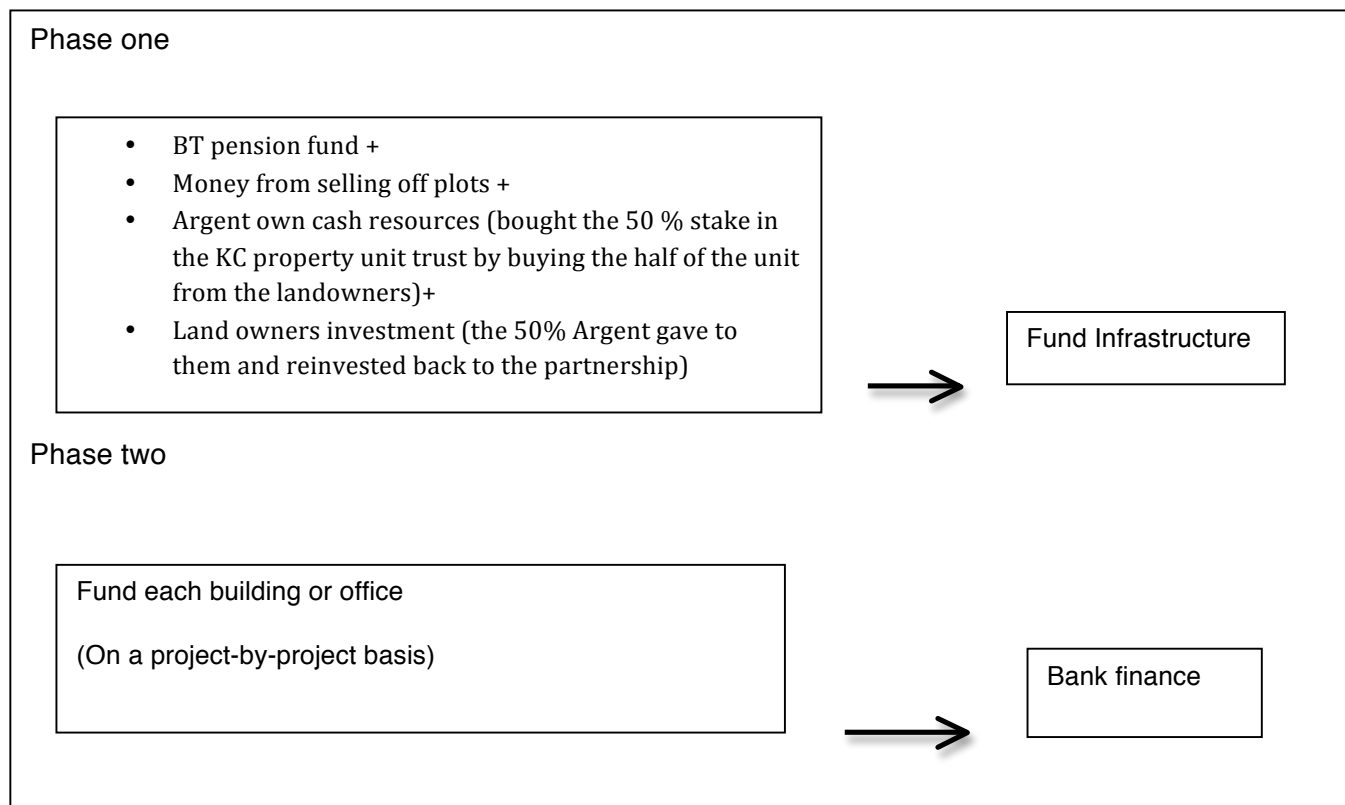 Phase one
• BT pension fund +
• Money from selling off plots +
• Argent own cash resources (bought the 50 % stake in
the KC property unit trust by buying the half of the unit
from the landowners)+
• Land owners investment (the 50% Argent gave to
them and reinvested back to the partnership)
Fund Infrastructure
Phase two
Fund each building or office
(On a project-by-project basis)
Bank finance